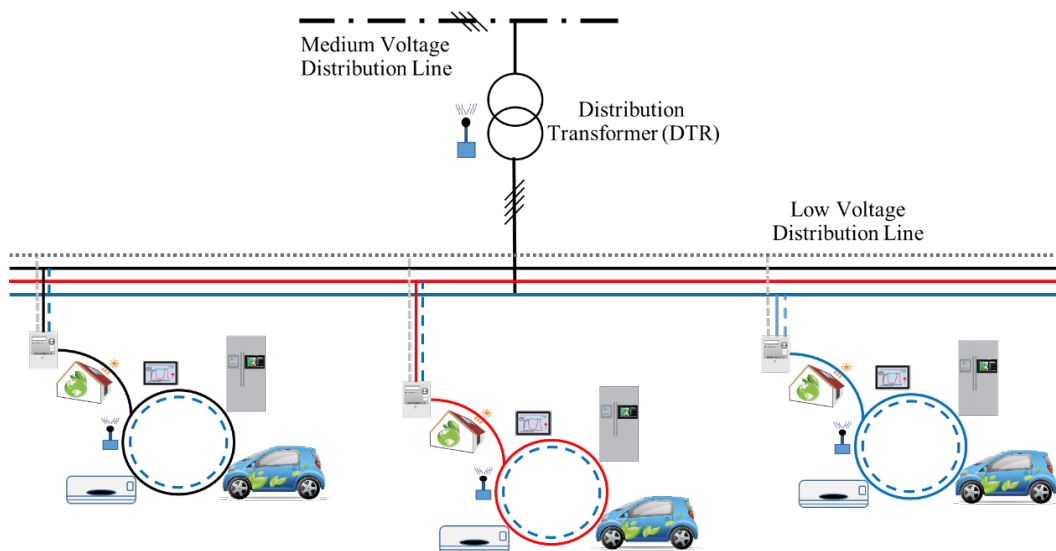 Medium Voltage
Distribution Line
Distribution
Transformer (DTR)
Low Voltage
Distribution Line